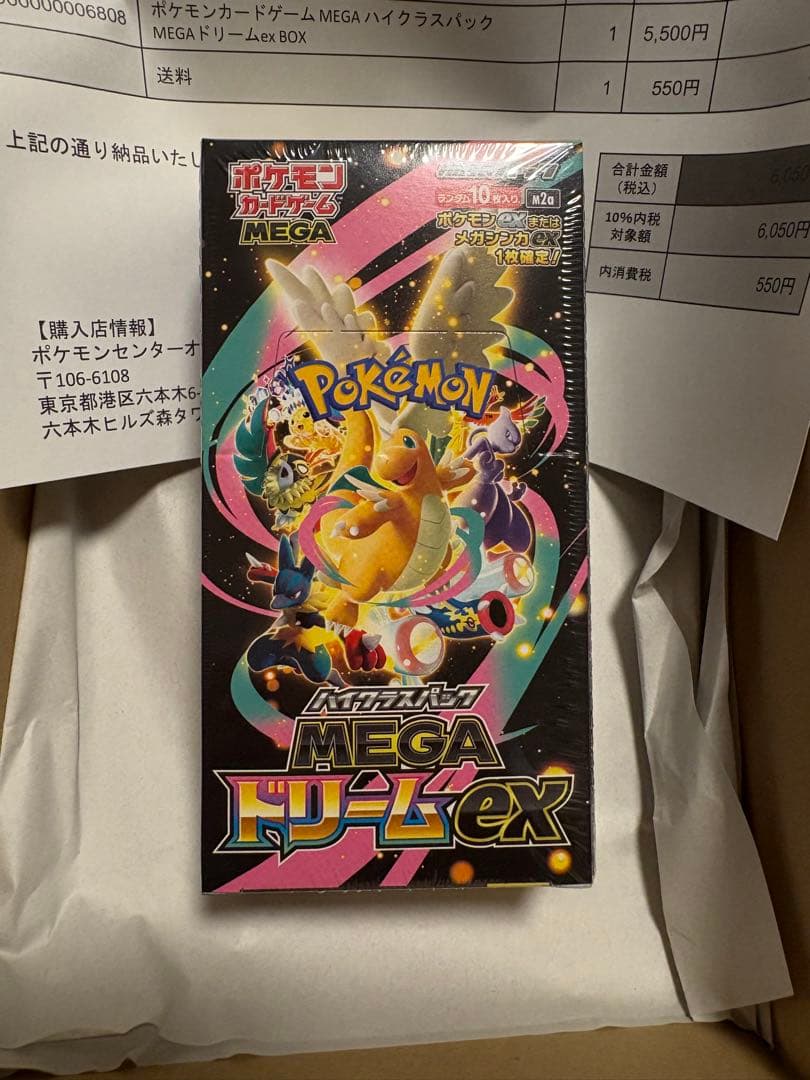 00000006808
ポケモンカードゲーム MEGA ハイクラスパック
MEGAドリームex BOX
1
5,500円
送料
1
550円
上記の通り納品いたし
合計金額
(税込)
6,050
10%内税
対象額
6,050円
内消費税
550円
【購入店情報】
ポケモンセンターオ
〒106-6108
東京都港区六本木6-
六本木ヒルズ森タワ
ポケモン
カードゲーム
MEGA
ランダム10枚入り
M2a
ポケモンexまたは
メガシンカex
1枚確定!
POKéMON
ハイクラスパック
MEGA
ドリームex